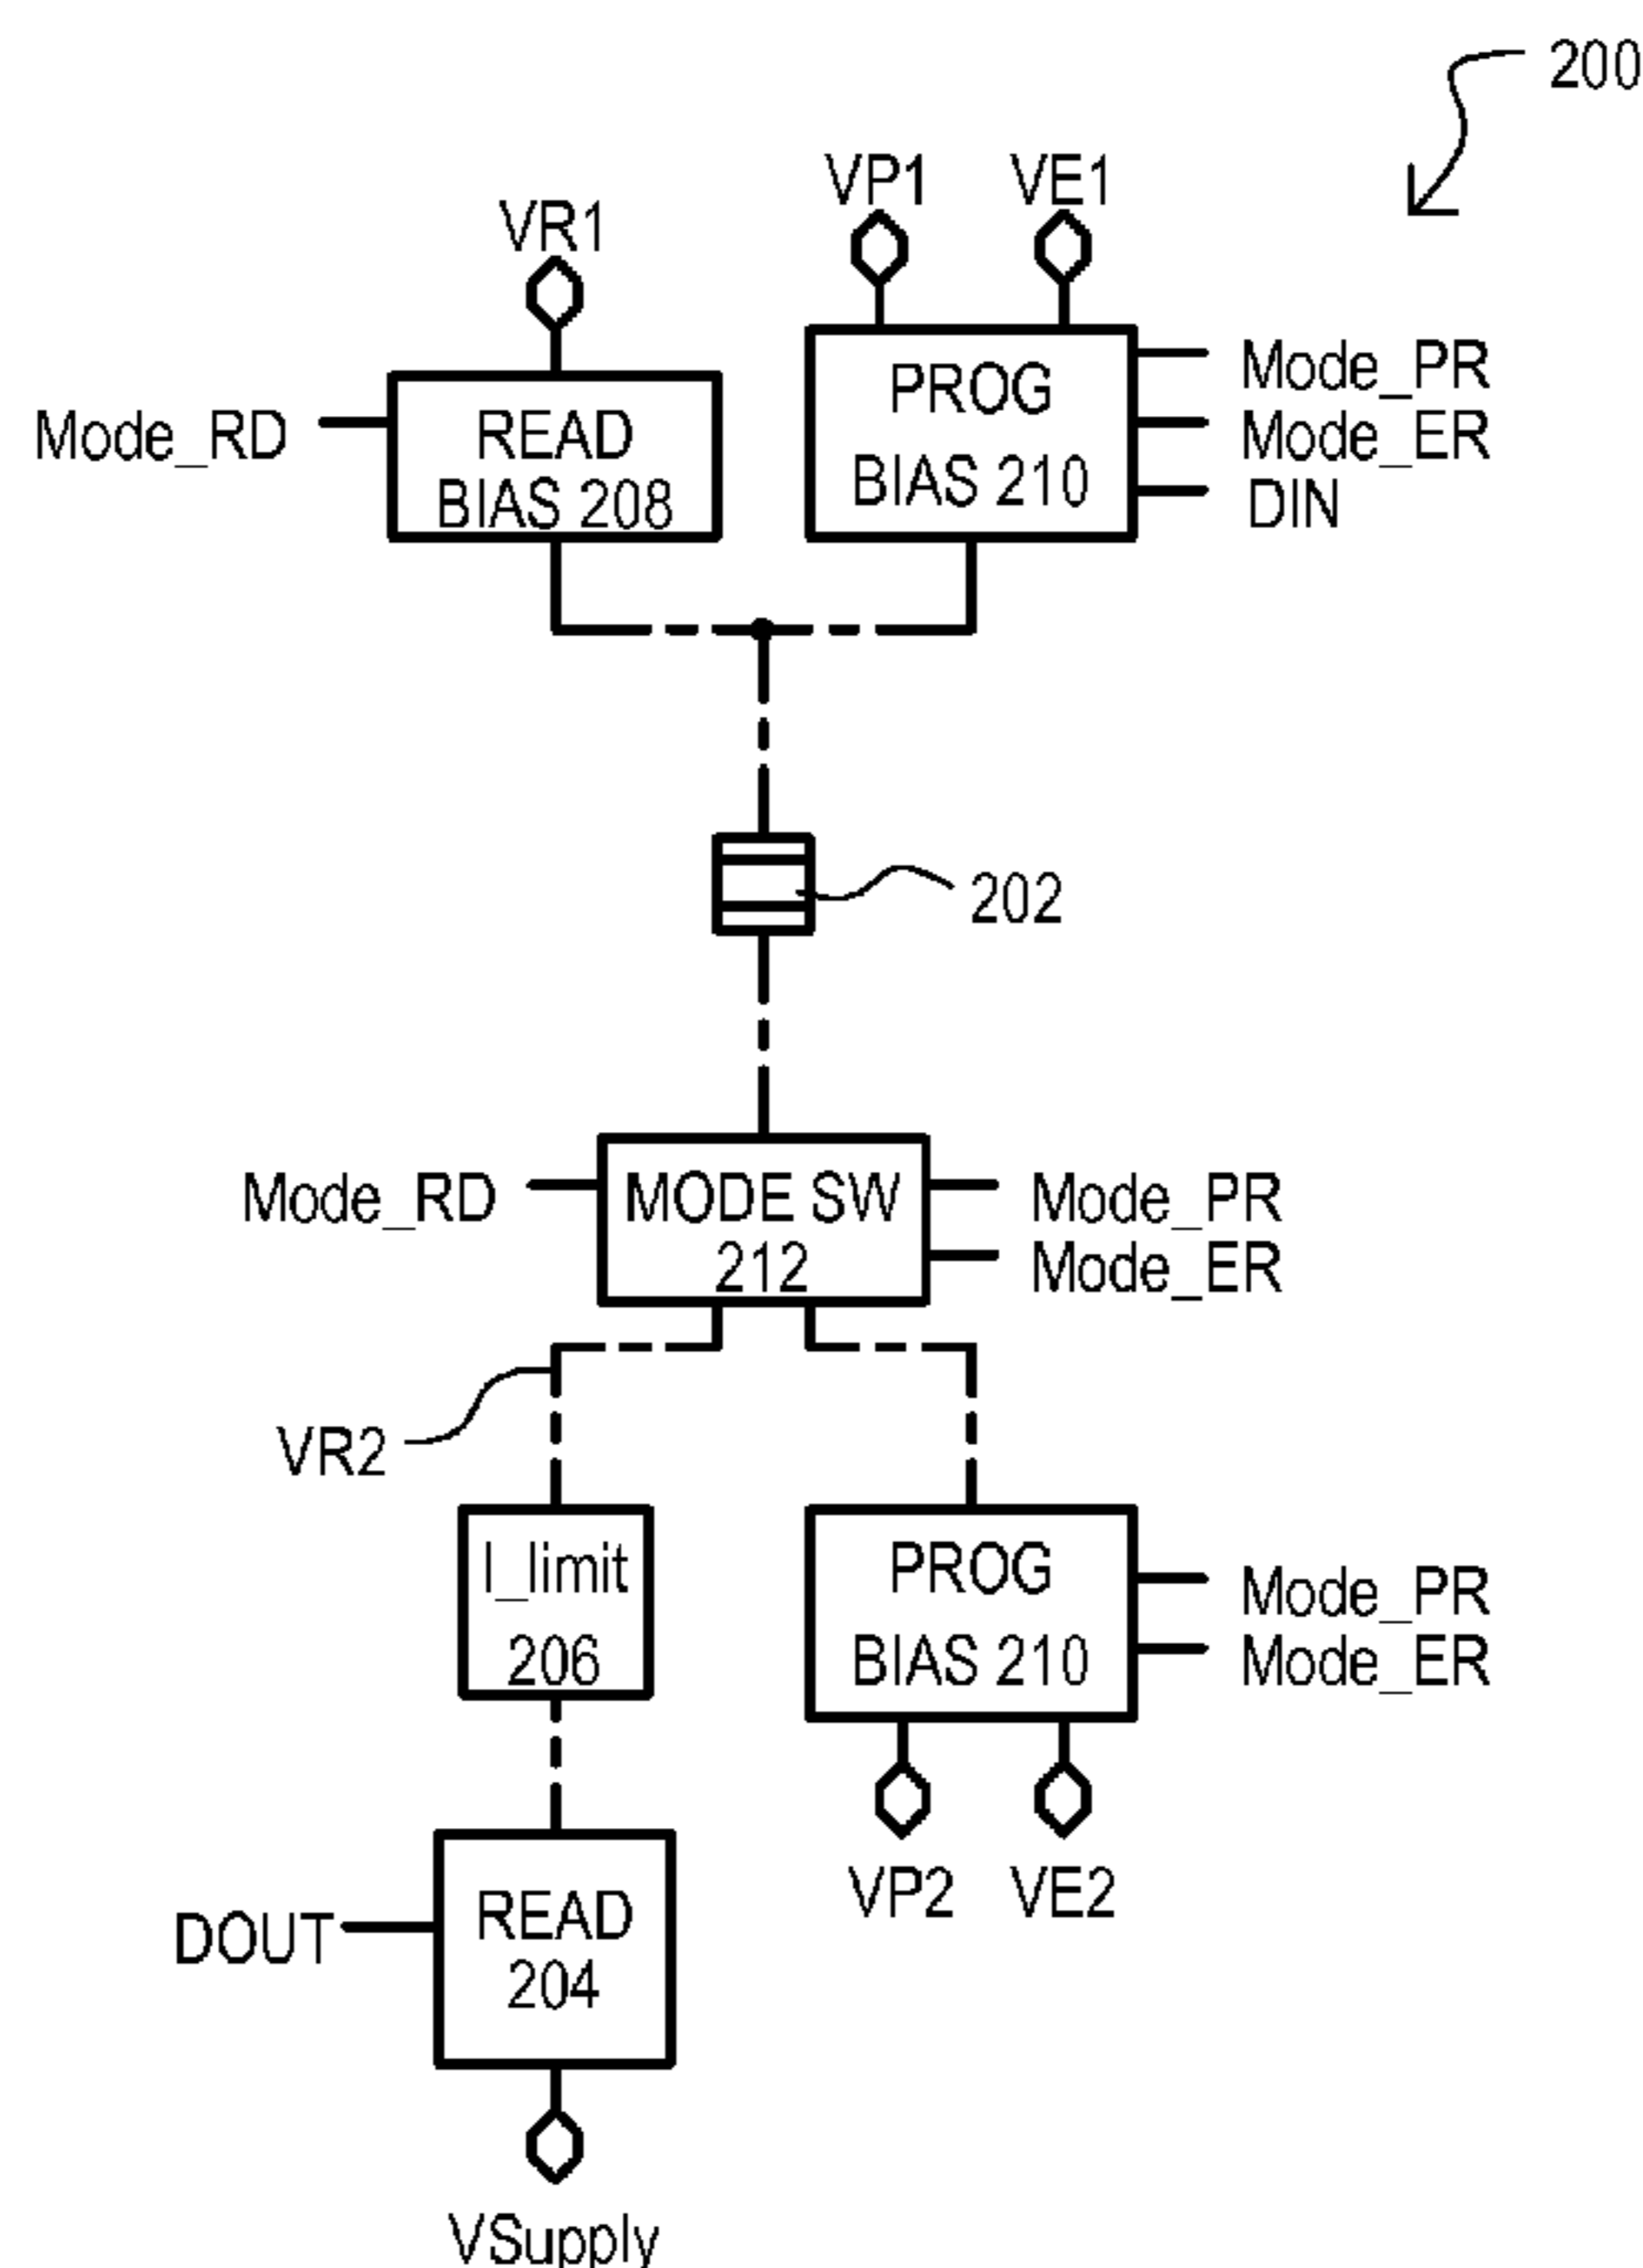 200
VP1 VE1
VR1
Mode_PR
PROG
Mode_RD
READ
Mode_ER
BIAS 208
BIAS 210
DIN
202
Mode_RD
MODE SW
Mode_PR
212
Mode_ER
VR2
I_limit
PROG
Mode_PR
206
BIAS 210
Mode_ER
VP2 VE2
READ
DOUT
204
VSupply